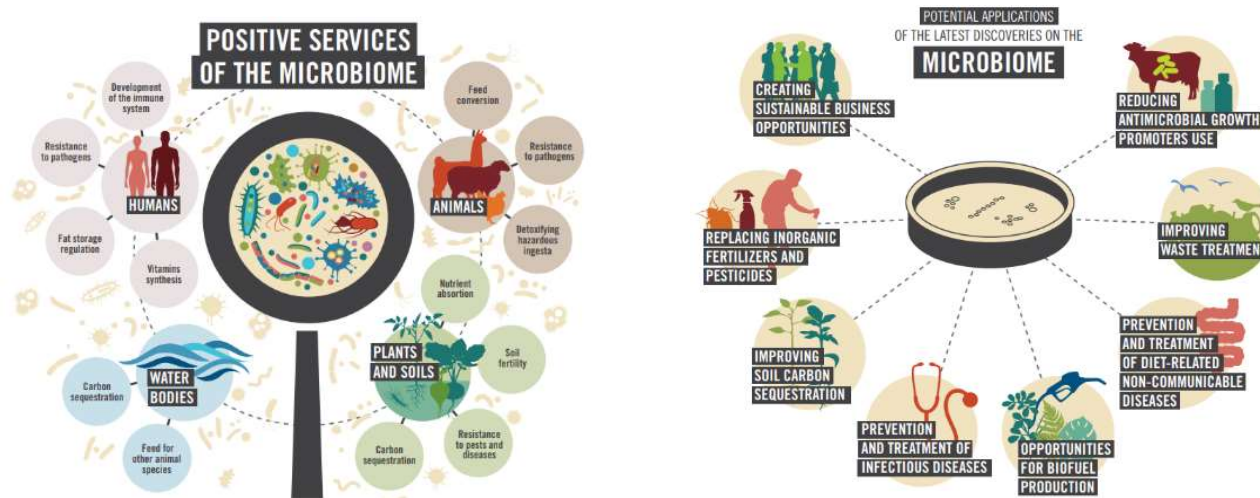 POSITIVE SERVICES
OF THE MICROBIOME
Development
of the immune
system
Resistance
to pathogens
HUMANS
Fat storage
regulation
Vitamins
synthesis
Feed
conversion
Resistance
to pathogens
ANIMALS
Detoxifying
hazardous
ingesta
Nutrient
absortion
PLANTS
AND SOILS
Soil
fertility
Resistance
to pests and
diseases
Carbon
sequestration
WATER
BODIES
Carbon
sequestration
Feed for
other animal
species
POTENTIAL APPLICATIONS
OF THE LATEST DISCOVERIES ON THE
MICROBIOME
CREATING
SUSTAINABLE BUSINESS
OPPORTUNITIES
REDUCING
ANTIMICROBIAL GROWTH
PROMOTERS USE
REPLACING INORGANIC
FERTILIZERS AND
PESTICIDES
IMPROVING
WASTE TREATMENT
IMPROVING
SOIL CARBON
SEQUESTRATION
PREVENTION
AND TREATMENT
OF DIET-RELATED
NON-COMMUNICABLE
DISEASES
PREVENTION
AND TREATMENT OF
INFECTIOUS DISEASES
OPPORTUNITIES
FOR BIOFUEL
PRODUCTION